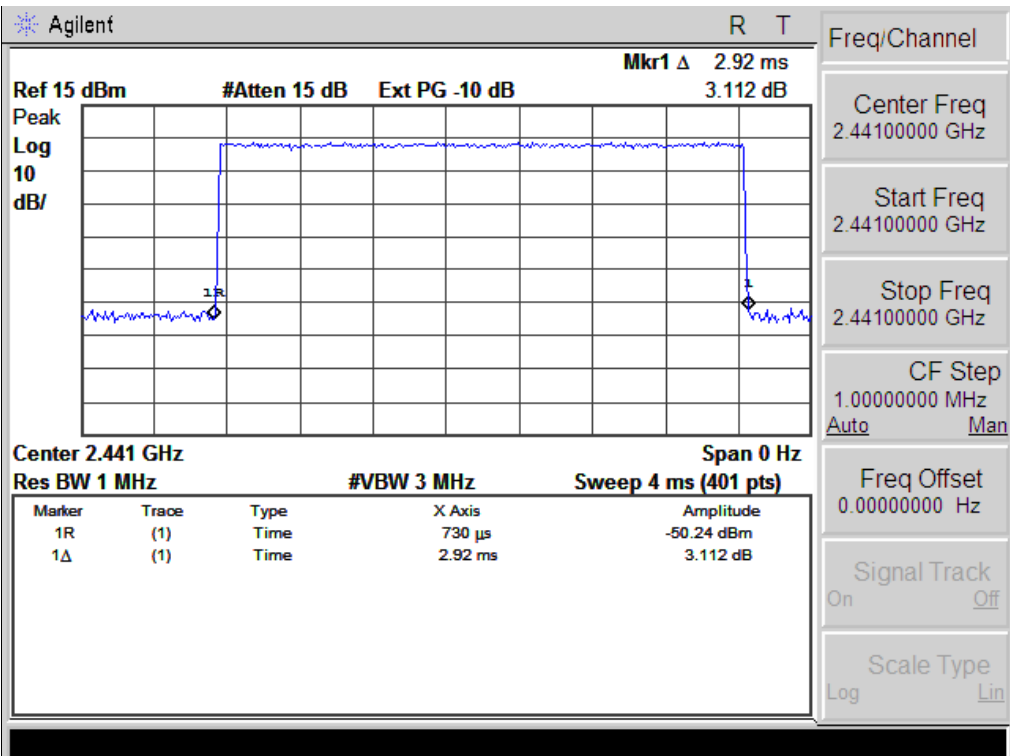 Agilent R T
Mkr1 Δ 2.92 ms
Ref 15 dBm #Atten 15 dB Ext PG -10 dB 3.112 dB
Peak
Log
10
dB/
1R
1
Center 2.441 GHz Span 0 Hz
Res BW 1 MHz #VBW 3 MHz Sweep 4 ms (401 pts)
Marker Trace Type X Axis Amplitude
1R (1) Time 730 µs -50.24 dBm
1Δ (1) Time 2.92 ms 3.112 dB
Freq/Channel
Center Freq
2.44100000 GHz
Start Freq
2.44100000 GHz
Stop Freq
2.44100000 GHz
CF Step
1.00000000 MHz
Auto Man
Freq Offset
0.00000000 Hz
Signal Track
On Off
Scale Type
Log Lin